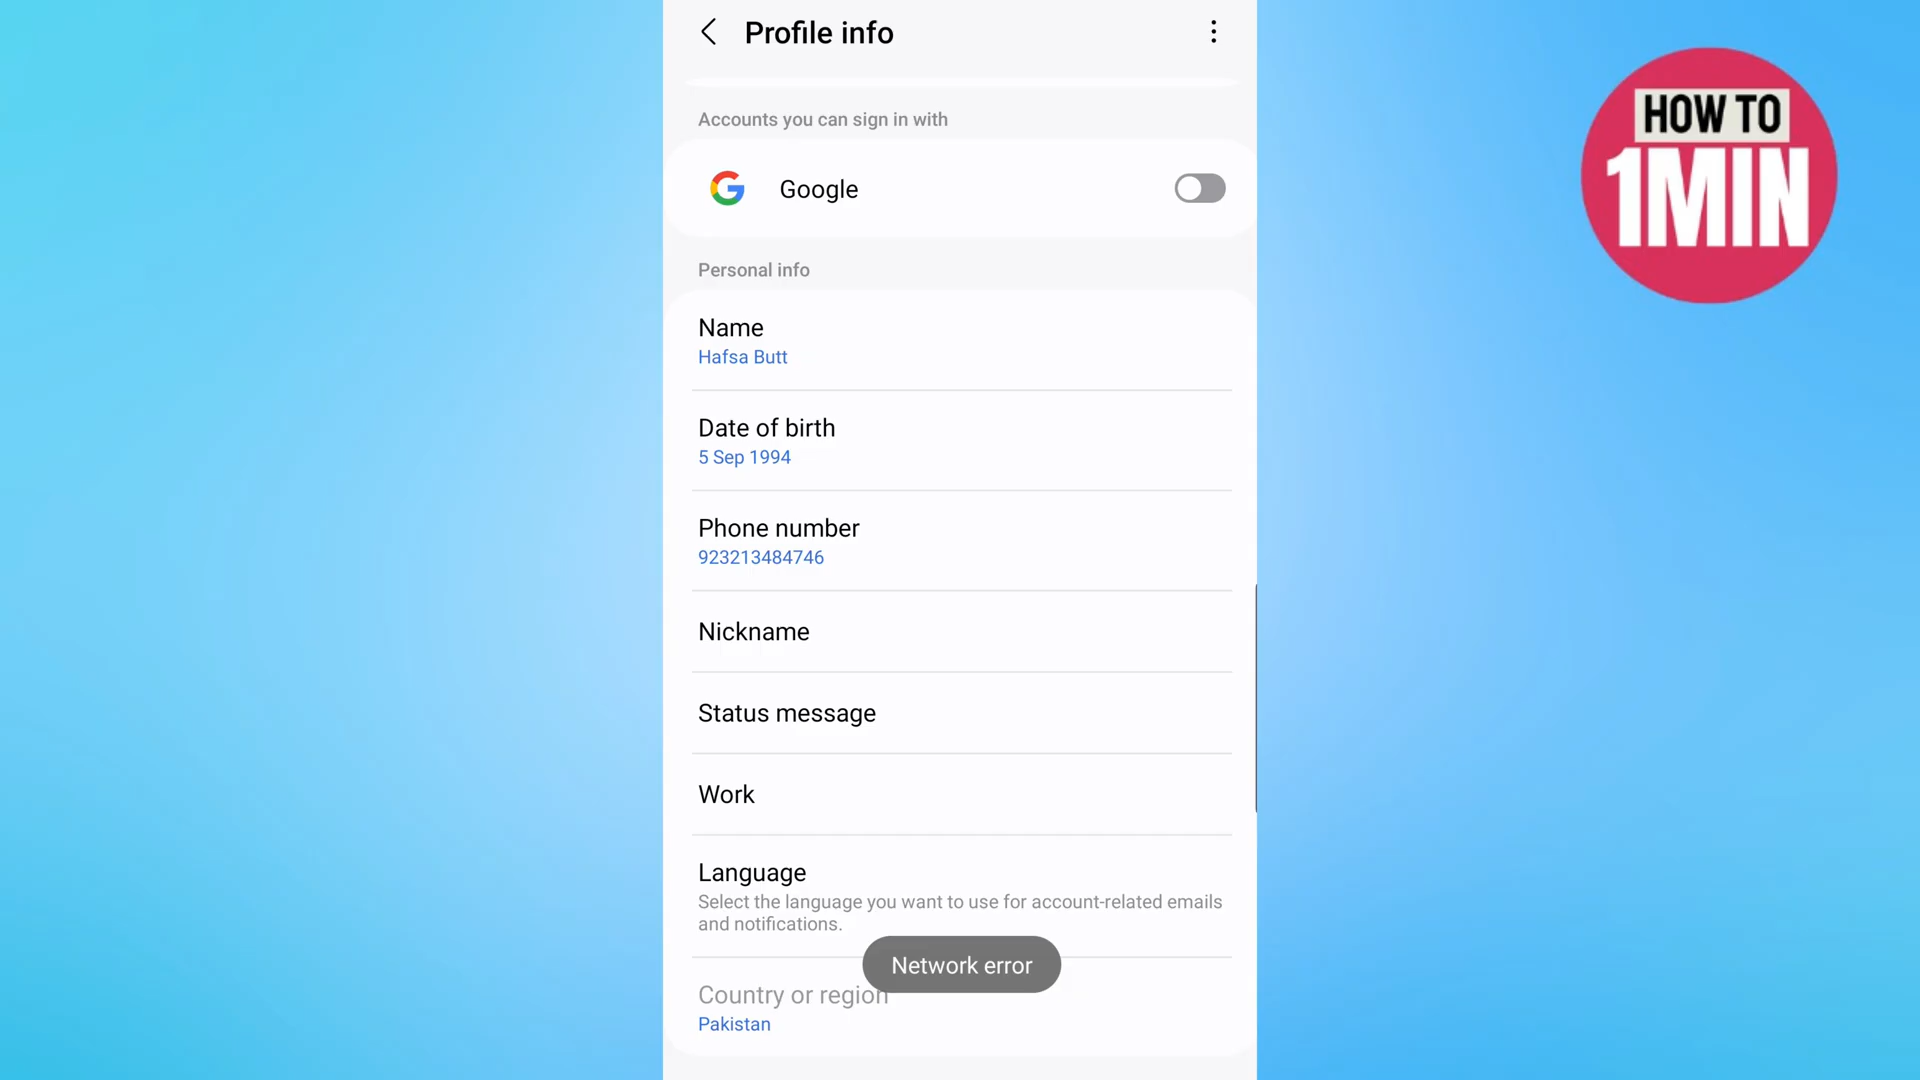 Profile info
HOW TO
1MIN
Accounts you can sign in with
Google
Personal info
Name
Hafsa Butt
Date of birth
5 Sep 1994
Phone number
923213484746
Nickname
Status message
Work
Language
Select the language you want to use for account-related emails
and notifications.
Network error
Country or region
Pakistan